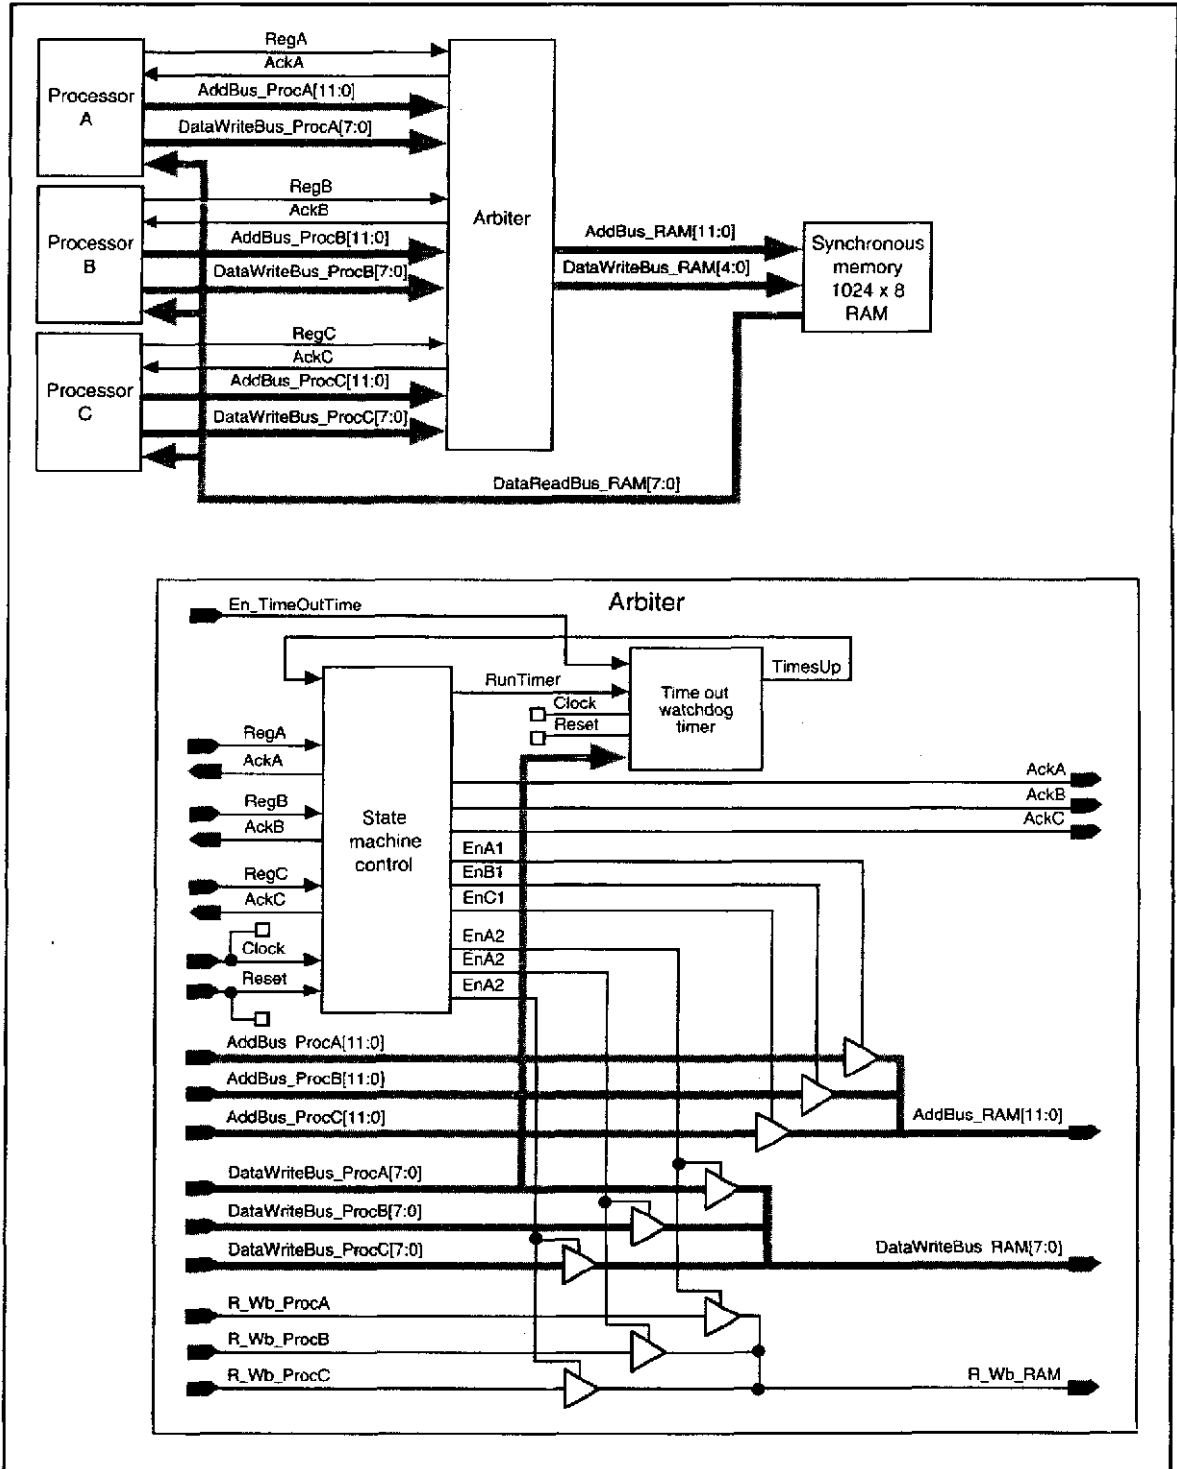 RegA
AckA
Processor
A
AddBus_ProcA[11:0]
DataWriteBus_ProcA[7:0]
RegB
AckB
Processor
B
AddBus_ProcB[11:0]
DataWriteBus_ProcB[7:0]
RegC
AckC
Processor
C
AddBus_ProcC[11:0]
DataWriteBus_ProcC[7:0]
Arbiter
AddBus_RAM[11:0]
DataWriteBus_RAM[4:0]
Synchronous
memory
1024 x 8
RAM
DataReadBus_RAM[7:0]
Arbiter
En_TimeOutTime
RunTimer
Clock
Reset
Time out
watchdog
timer
TimesUp
RegA
AckA
RegB
AckB
RegC
AckC
Clock
Reset
State
machine
control
AckA
AckB
AckC
EnA1
EnB1
EnC1
EnA2
EnA2
EnA2
AddBus_ProcA[11:0]
AddBus_ProcB[11:0]
AddBus_ProcC[11:0]
AddBus_RAM[11:0]
DataWriteBus_ProcA[7:0]
DataWriteBus_ProcB[7:0]
DataWriteBus_ProcC[7:0]
DataWriteBus_RAM[7:0]
R_Wb_ProcA
R_Wb_ProcB
R_Wb_ProcC
R_Wb_RAM